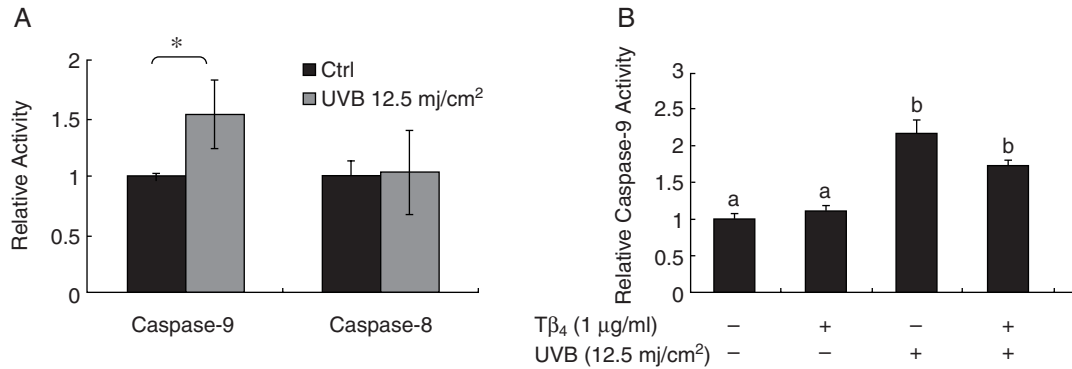 A
Relative Activity
2
1.5
1
0.5
0
*
Ctrl
UVB 12.5 mj/cm²
Caspase-9
Caspase-8
B
Relative Caspase-9 Activity
3
2.5
2
1.5
1
0.5
0
a
a
b
b
Tβ₄ (1 μg/ml) – + – +
UVB (12.5 mj/cm²) – – + +